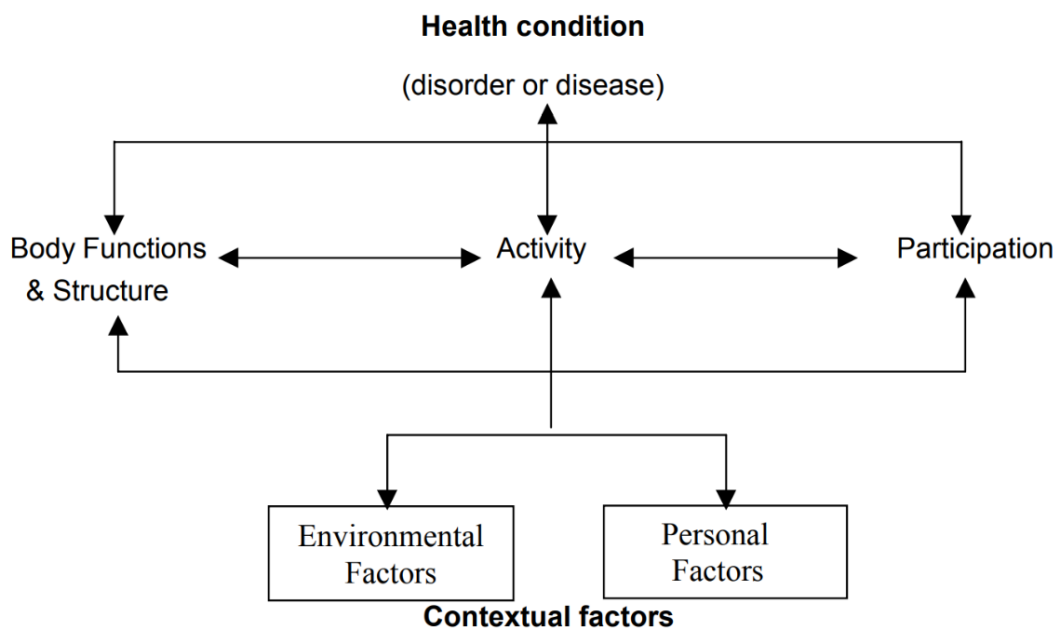 Health condition
(disorder or disease)
Body Functions
& Structure
Activity
Participation
Environmental
Factors
Personal
Factors
Contextual factors